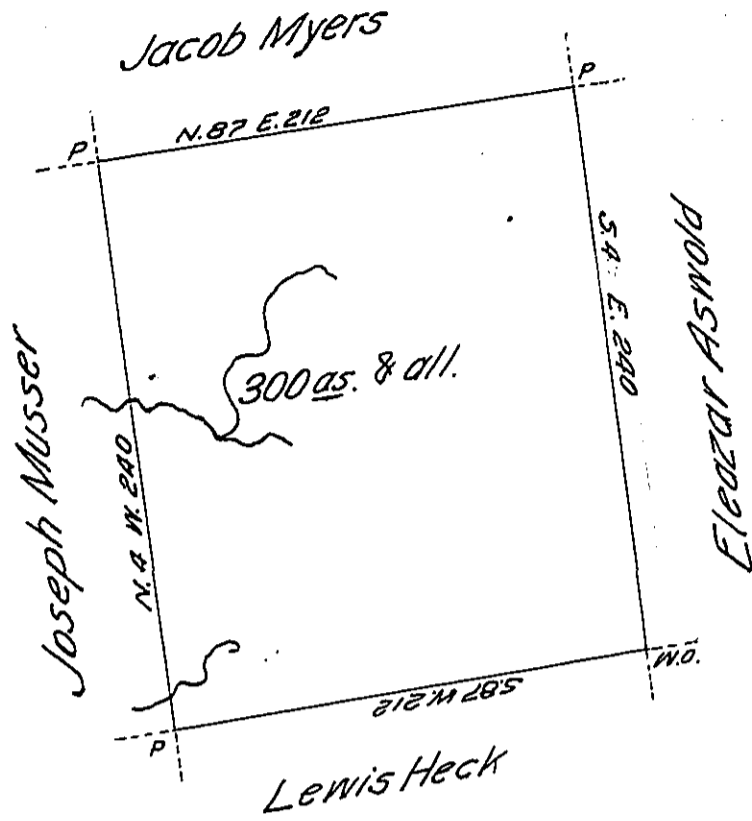 Jacob Myers
P
N. 87 E. 212
P
S. 4 E. 240
Eleazar Aswold
Joseph Musser
300 as. & all.
N. 4 W. 240
W.O.
S. 87 W. 212
P
Lewis Heck